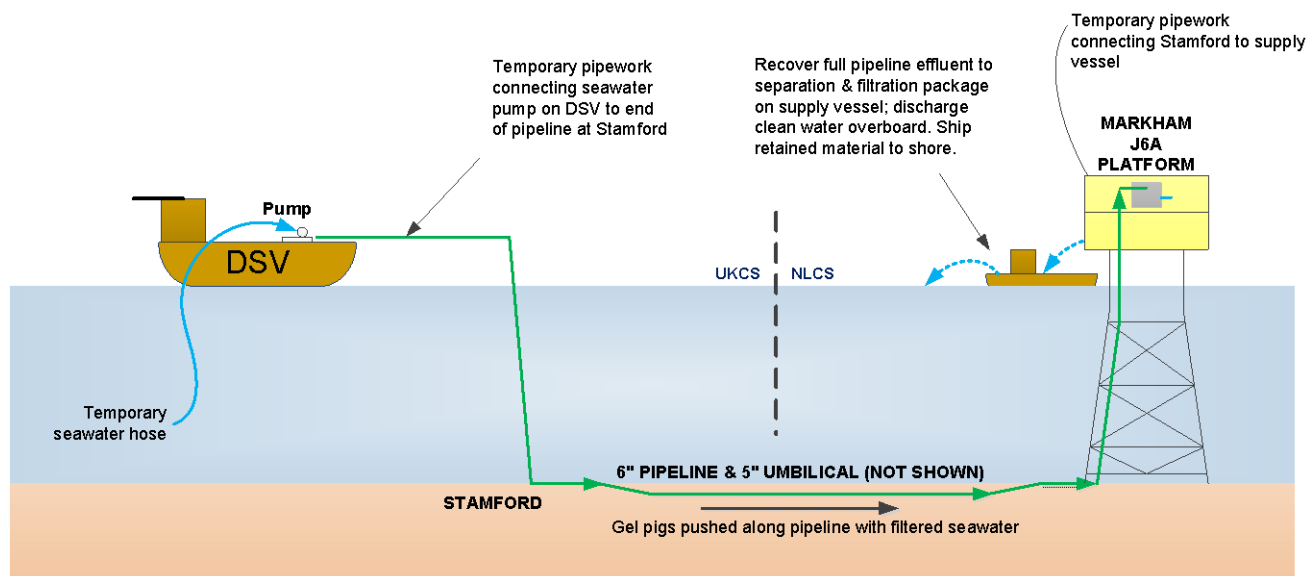 Temporary pipework
connecting seawater
pump on DSV to end
of pipeline at Stamford
Recover full pipeline effluent to
separation & filtration package
on supply vessel; discharge
clean water overboard. Ship
retained material to shore.
Temporary pipework
connecting Stamford to supply
vessel
MARKHAM
J6A
PLATFORM
Pump
DSV
UKCS
NLCS
Temporary
seawater hose
6" PIPELINE & 5" UMBILICAL (NOT SHOWN)
STAMFORD
Gel pigs pushed along pipeline with filtered seawater